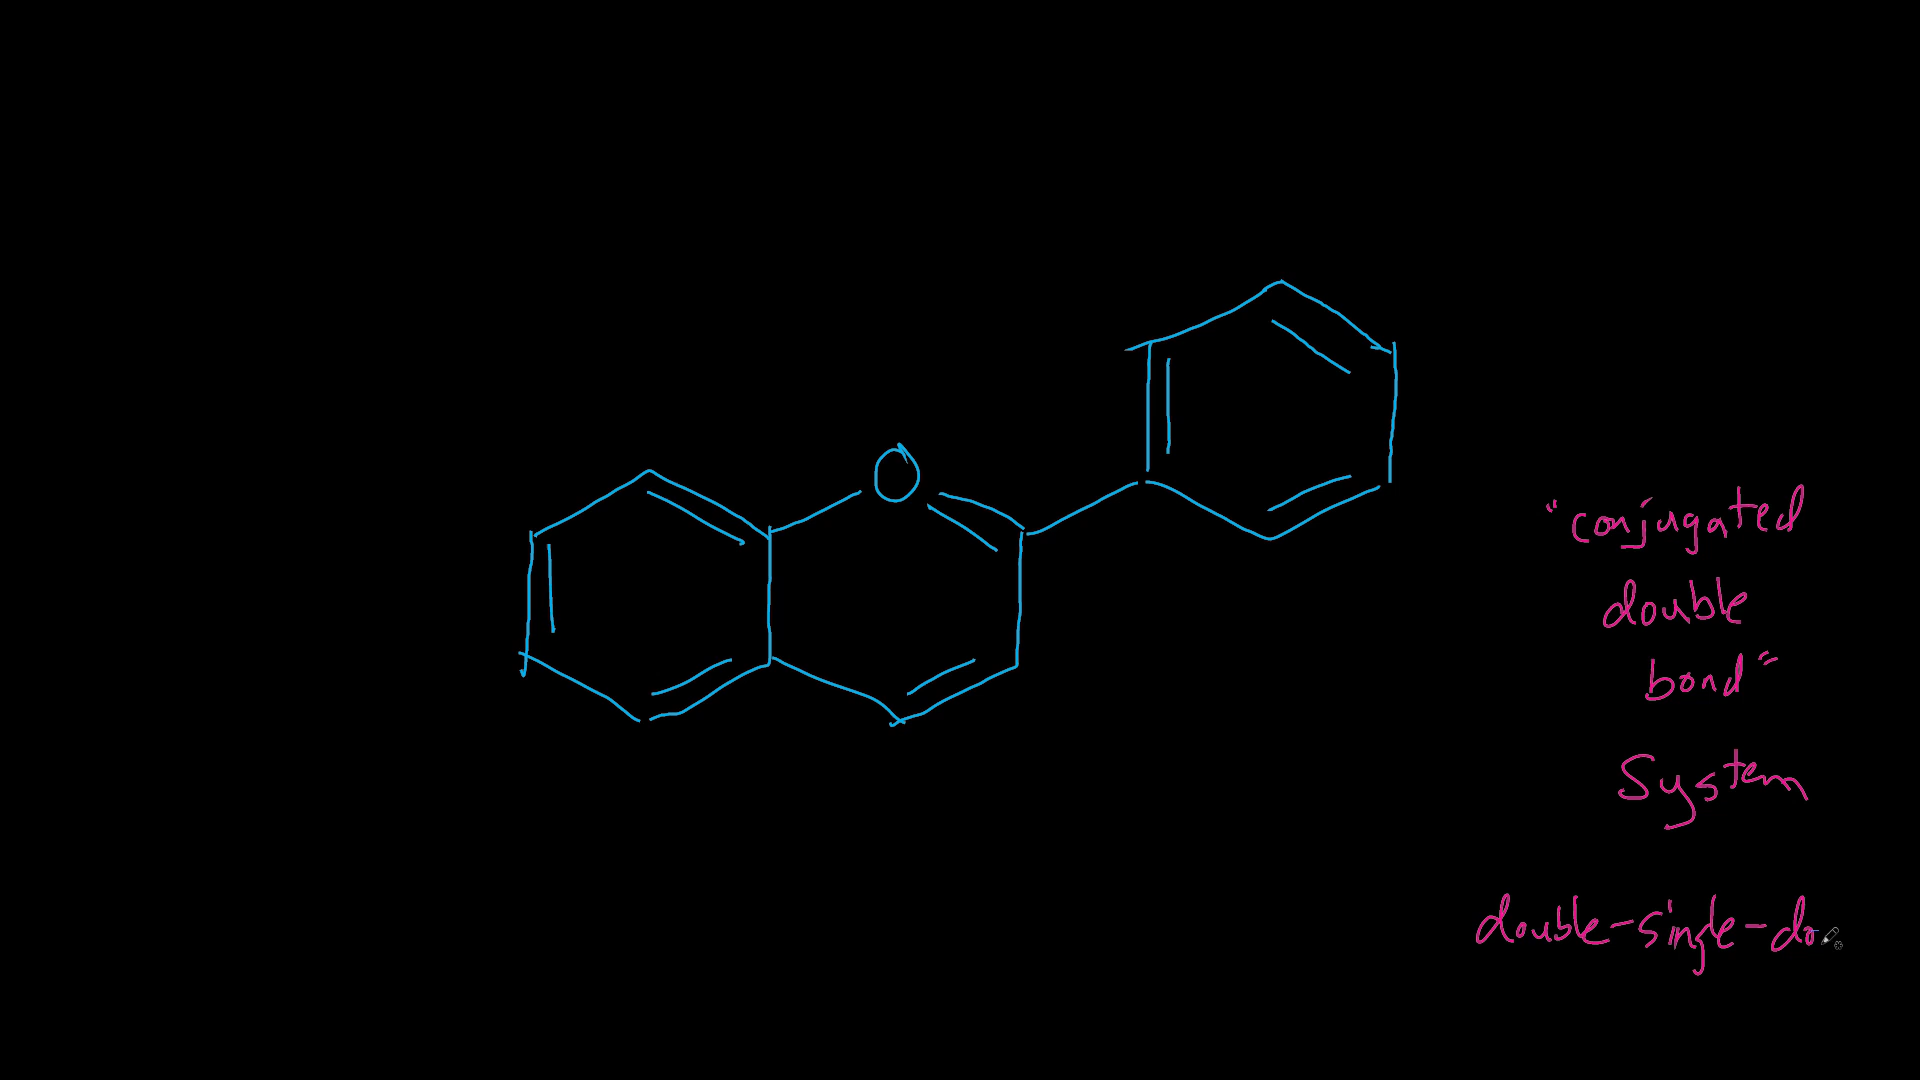 O
"conjugated
double
bond"
System
double-single-do